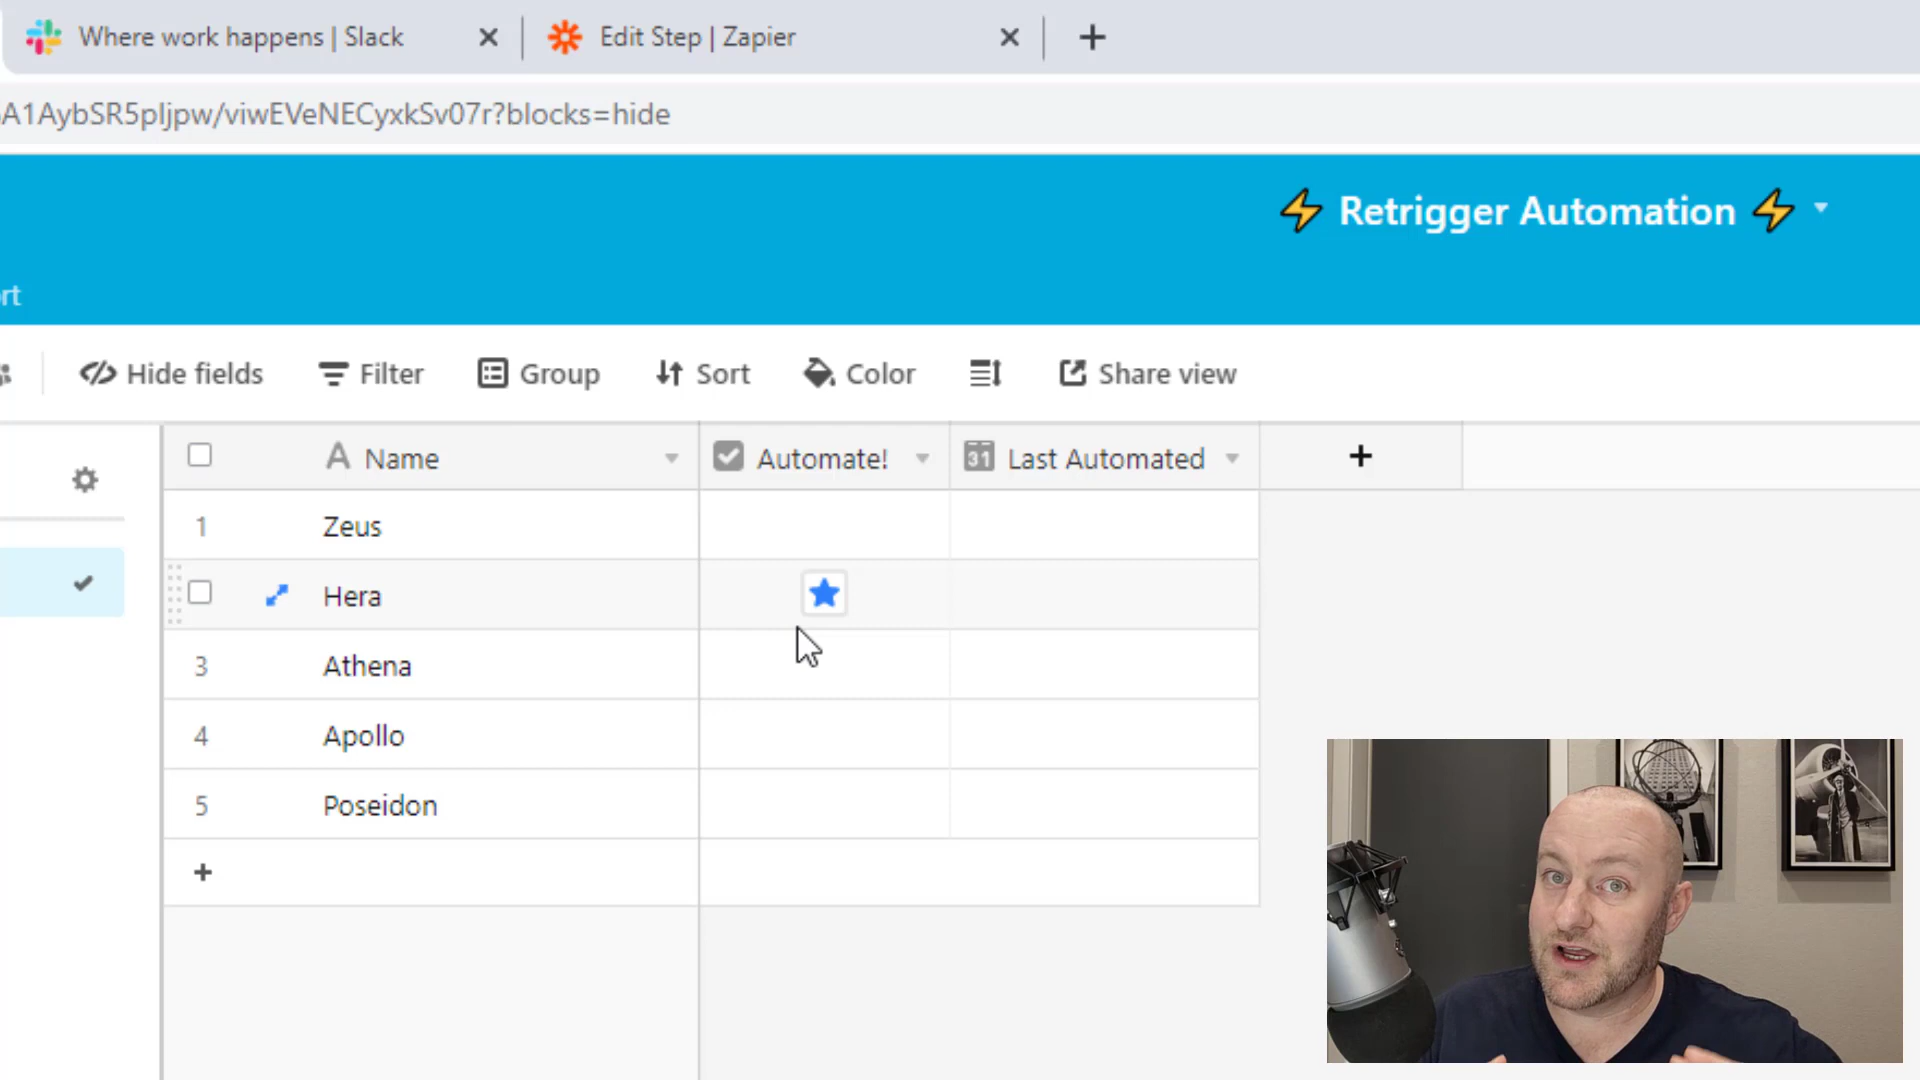 Where work happens | Slack
Edit Step | Zapier
A1AybSR5pIjpw/viwEVeNECyxkSv07r?blocks=hide
Retrigger Automation
rt
Hide fields Filter Group Sort Color Share view
Name Automate! 31 Last Automated +
1 Zeus
Hera
3 Athena
4 Apollo
5 Poseidon
+